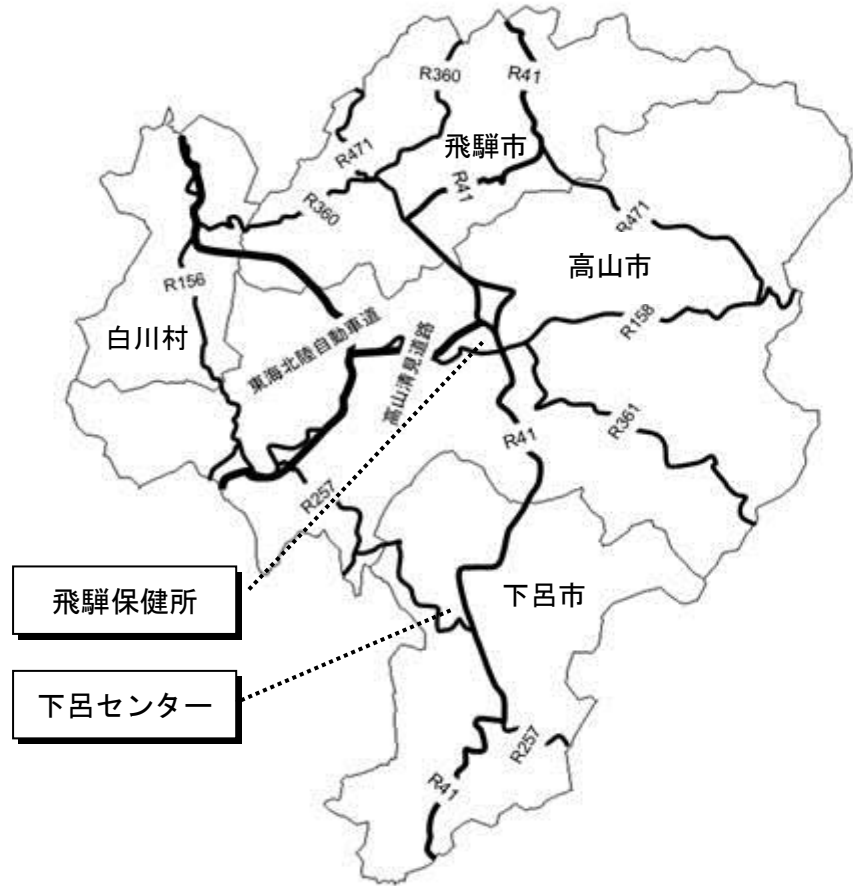 R360
R41
R471
飛騨市
R41
R360
R471
高山市
R156
R158
白川村
東海北陸自動車道
高山清見道路
R361
R41
R257
飛騨保健所
下呂市
下呂センター
R257
R41